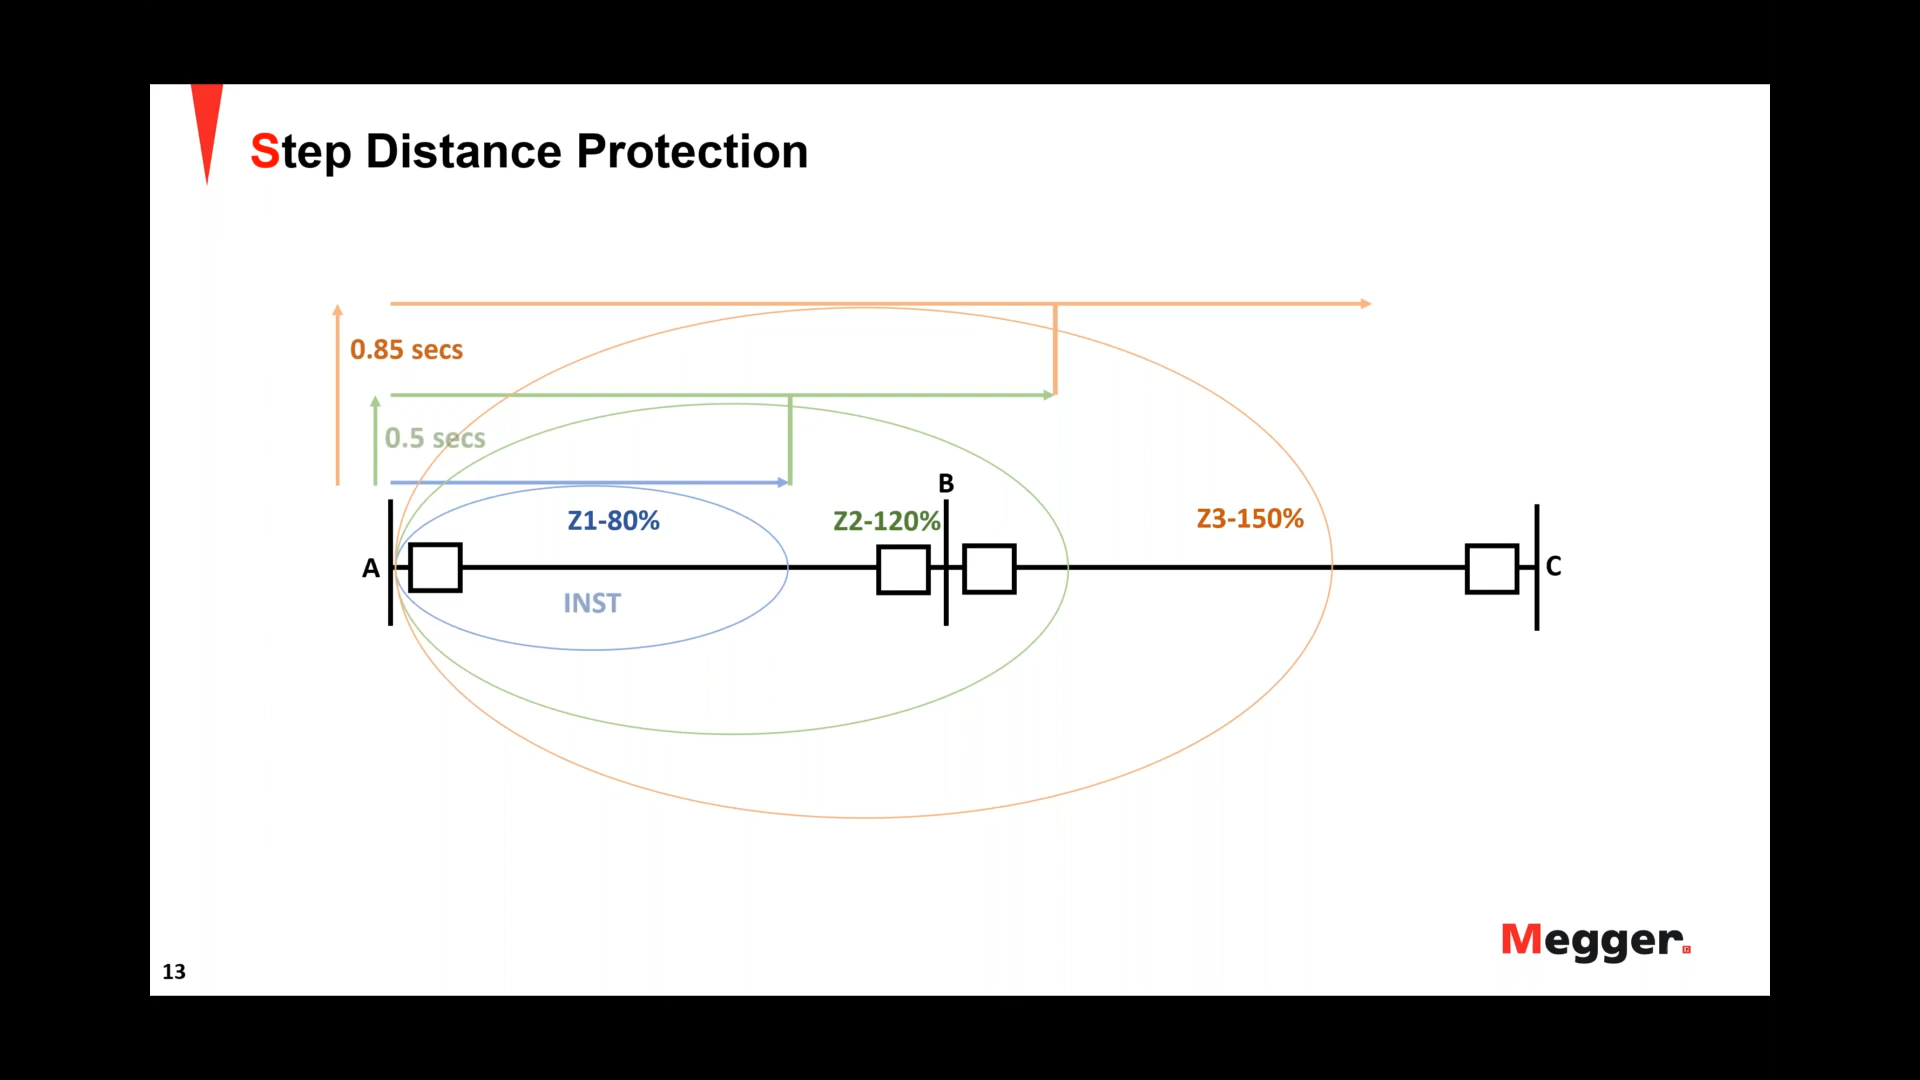 Step Distance Protection
0.85 secs
0.5 secs
B
Z1-80%
Z2-120%
Z3-150%
A
C
INST
Megger.
13